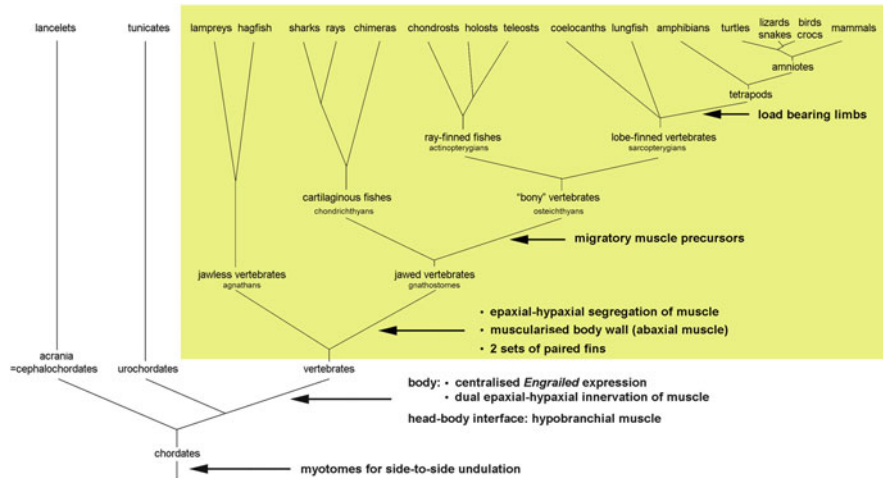 lancelets tunicates lampreys hagfish sharks rays chimeras chondrosts holosts teleosts coelocanths lungfish amphibians turtles lizards snakes birds crocs mammals
amniotes
tetrapods
load bearing limbs
ray-finned fishes lobe-finned vertebrates
actinopterygians sarcopterygians
cartilaginous fishes "bony" vertebrates
chondrichthyans osteichthyans
migratory muscle precursors
jawless vertebrates jawed vertebrates
agnathans gnathostomes
• epaxial-hypaxial segregation of muscle
• muscularised body wall (abaxial muscle)
• 2 sets of paired fins
acrania
=cephalochordates urochordates vertebrates
body: • centralised Engrailed expression
• dual epaxial-hypaxial innervation of muscle
head-body interface: hypobranchial muscle
chordates
myotomes for side-to-side undulation